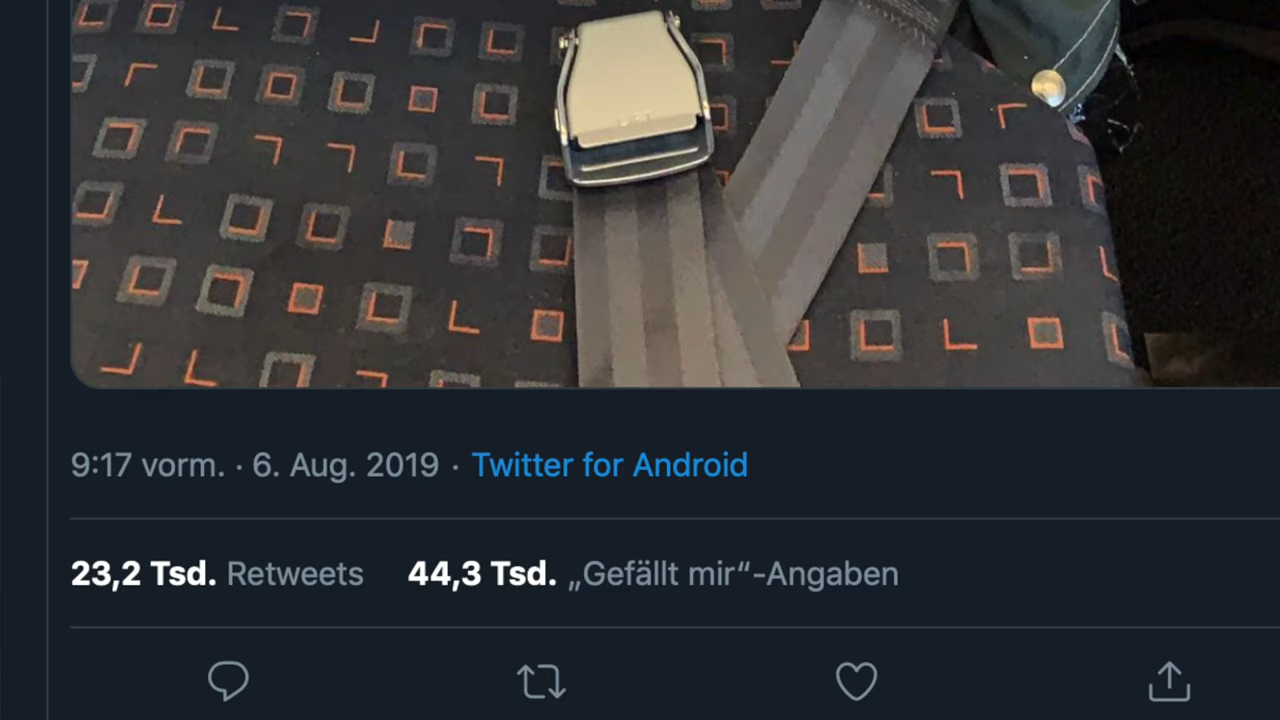 9:17 vorm. · 6. Aug. 2019 · Twitter for Android
23,2 Tsd. Retweets 44,3 Tsd. „Gefällt mir“-Angaben